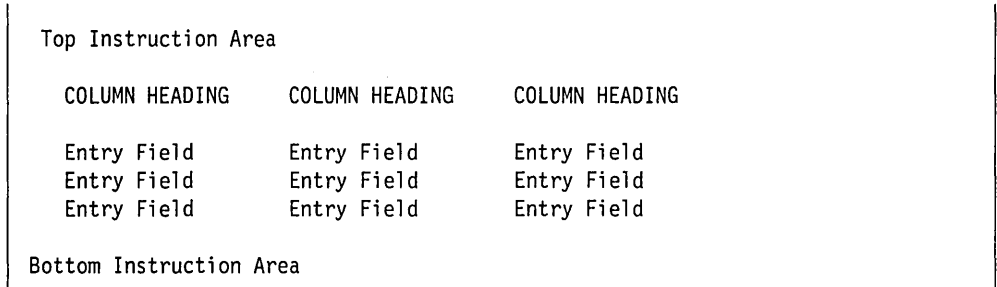 Top Instruction Area
COLUMN HEADING COLUMN HEADING COLUMN HEADING
Entry Field Entry Field Entry Field
Entry Field Entry Field Entry Field
Entry Field Entry Field Entry Field
Bottom Instruction Area